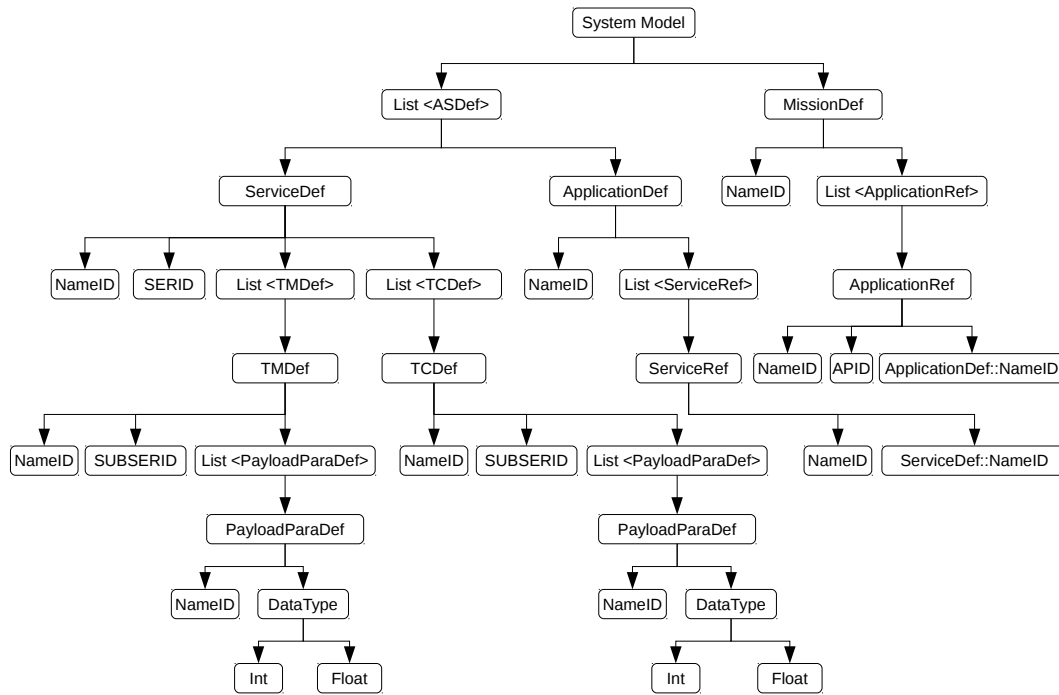 System Model
List <ASDef>
MissionDef
ServiceDef
ApplicationDef
NameID
List <ApplicationRef>
NameID
SERID
List <TMDef>
List <TCDef>
NameID
List <ServiceRef>
ApplicationRef
TMDef
TCDef
ServiceRef
NameID
APID
ApplicationDef::NameID
NameID
SUBSERID
List <PayloadParaDef>
NameID
SUBSERID
List <PayloadParaDef>
NameID
ServiceDef::NameID
PayloadParaDef
PayloadParaDef
NameID
DataType
NameID
DataType
Int
Float
Int
Float